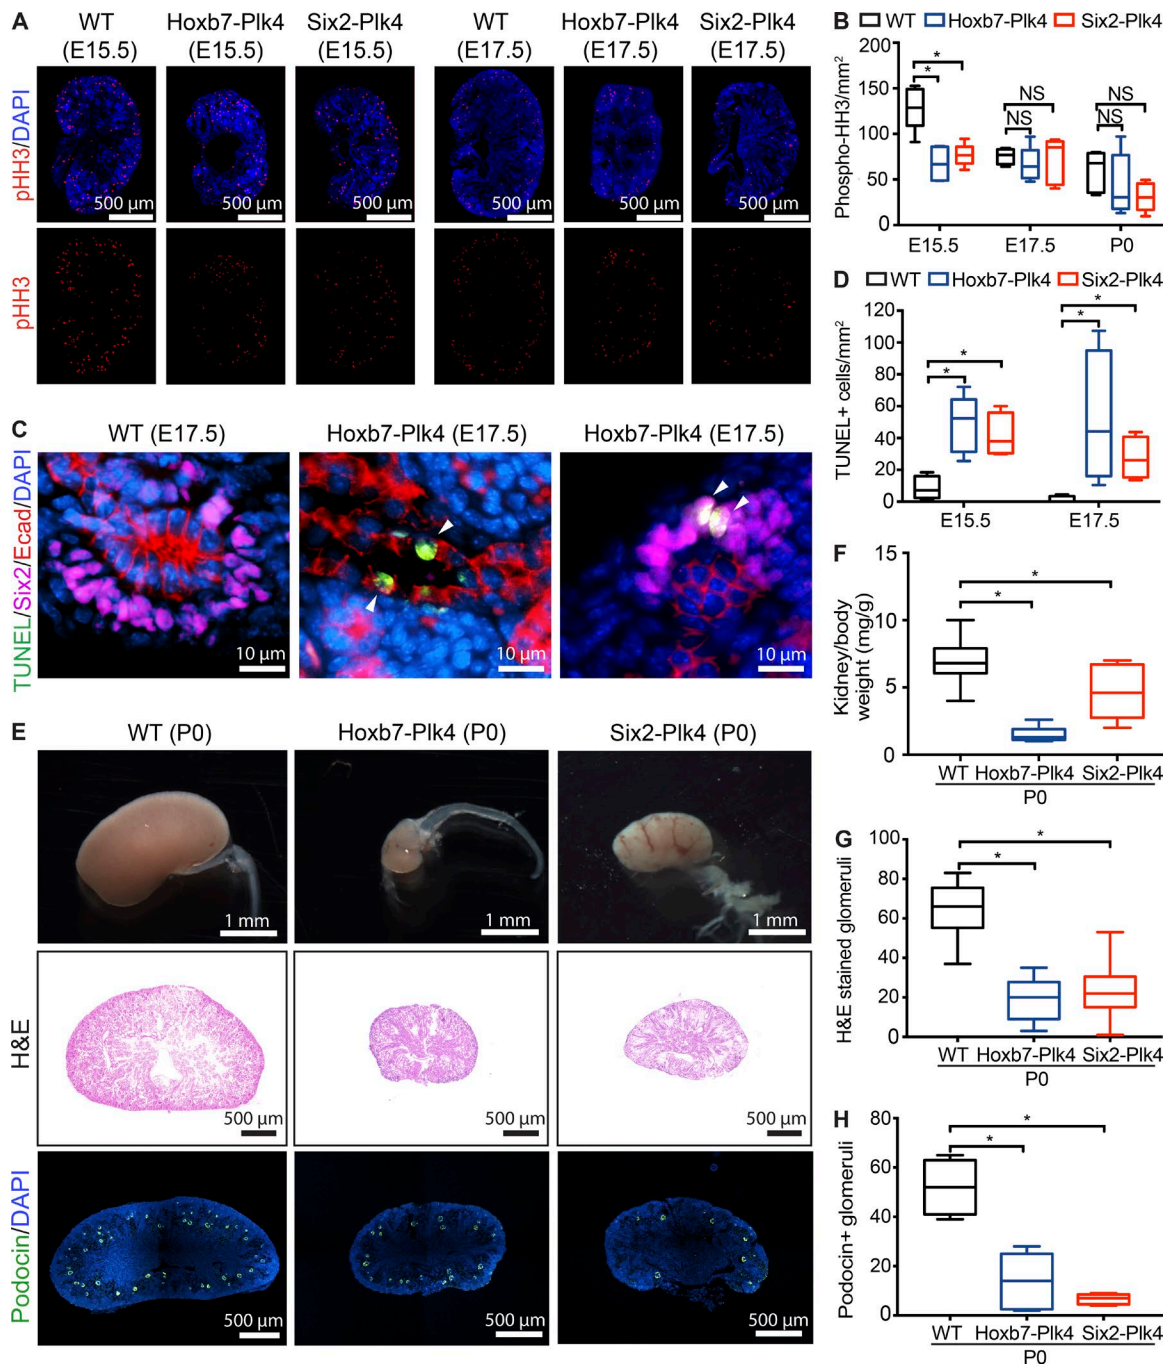 A
WT
(E15.5)
Hoxb7-Plk4
(E15.5)
Six2-Plk4
(E15.5)
WT
(E17.5)
Hoxb7-Plk4
(E17.5)
Six2-Plk4
(E17.5)
pHH3/DAPI
500 µm
500 µm
500 µm
500 µm
500 µm
500 µm
pHH3
B
WT Hoxb7-Plk4 Six2-Plk4
Phospho-HH3/mm²
200
150
100
50
0
*
*
NS
NS
NS
NS
E15.5 E17.5 P0
C
WT (E17.5)
Hoxb7-Plk4 (E17.5)
Hoxb7-Plk4 (E17.5)
TUNEL/Six2/Ecad/DAPI
10 µm
10 µm
10 µm
D
WT Hoxb7-Plk4 Six2-Plk4
TUNEL+ cells/mm²
120
100
80
60
40
20
0
*
*
*
*
E15.5 E17.5
E
WT (P0)
Hoxb7-Plk4 (P0)
Six2-Plk4 (P0)
1 mm
1 mm
1 mm
H&E
500 µm
500 µm
500 µm
Podocin/DAPI
500 µm
500 µm
500 µm
F
Kidney/body
weight (mg/g)
15
10
5
0
*
*
WT Hoxb7-Plk4 Six2-Plk4
P0
G
H&E stained glomeruli
100
80
60
40
20
0
*
*
WT Hoxb7-Plk4 Six2-Plk4
P0
H
Podocin+ glomeruli
80
60
40
20
0
*
*
WT Hoxb7-Plk4 Six2-Plk4
P0